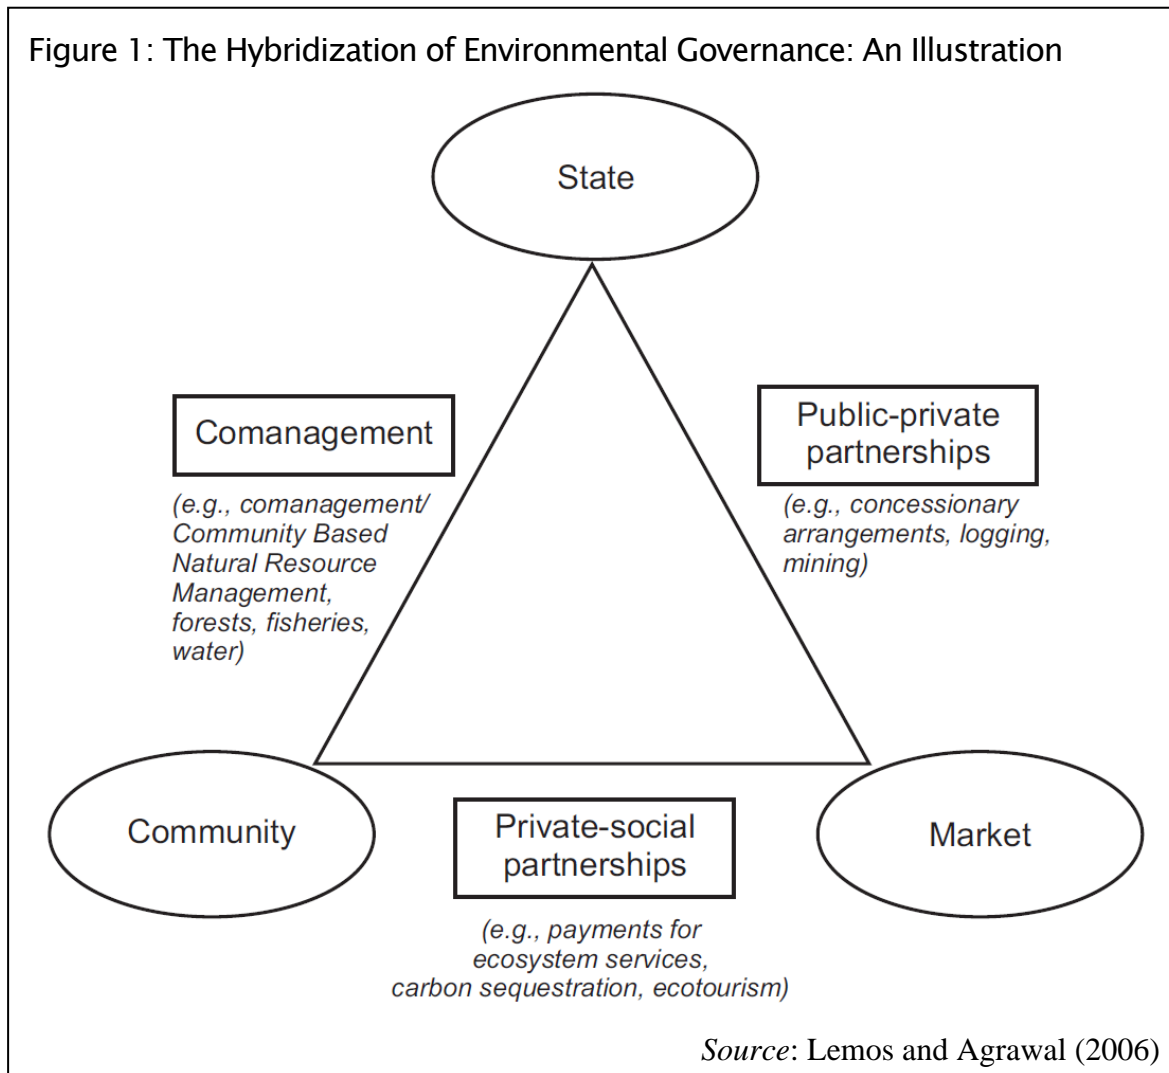 Figure 1: The Hybridization of Environmental Governance: An Illustration
State
Comanagement
(e.g., comanagement/
Community Based
Natural Resource
Management,
forests, fisheries,
water)
Public-private
partnerships
(e.g., concessionary
arrangements, logging,
mining)
Community
Private-social
partnerships
(e.g., payments for
ecosystem services,
carbon sequestration, ecotourism)
Market
Source: Lemos and Agrawal (2006)